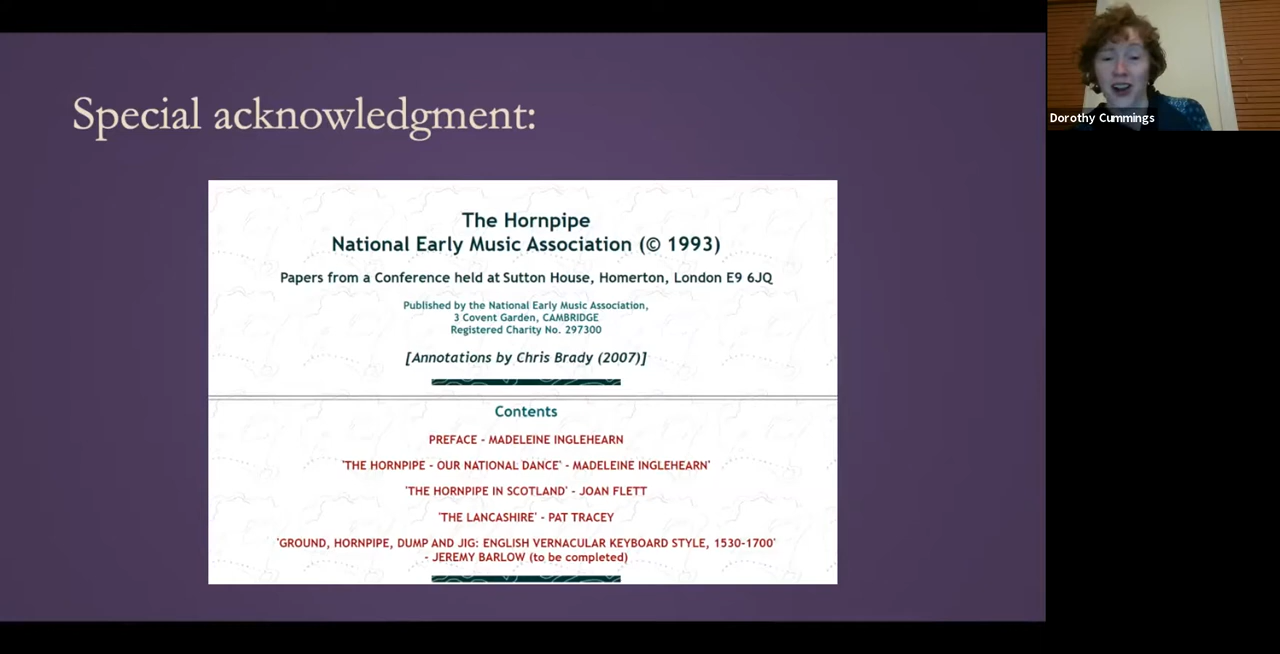 Special acknowledgment:
The Hornpipe
National Early Music Association (© 1993)
Papers from a Conference held at Sutton House, Homerton, London E9 6JQ
Published by the National Early Music Association,
3 Covent Garden, CAMBRIDGE
Registered Charity No. 297300
[Annotations by Chris Brady (2007)]
Contents
PREFACE - MADELEINE INGLEHEARN
'THE HORNPIPE - OUR NATIONAL DANCE' - MADELEINE INGLEHEARN'
'THE HORNPIPE IN SCOTLAND' - JOAN FLETT
'THE LANCASHIRE' - PAT TRACEY
'GROUND, HORNPIPE, DUMP AND JIG: ENGLISH VERNACULAR KEYBOARD STYLE, 1530-1700'
- JEREMY BARLOW (to be completed)
Dorothy Cummings